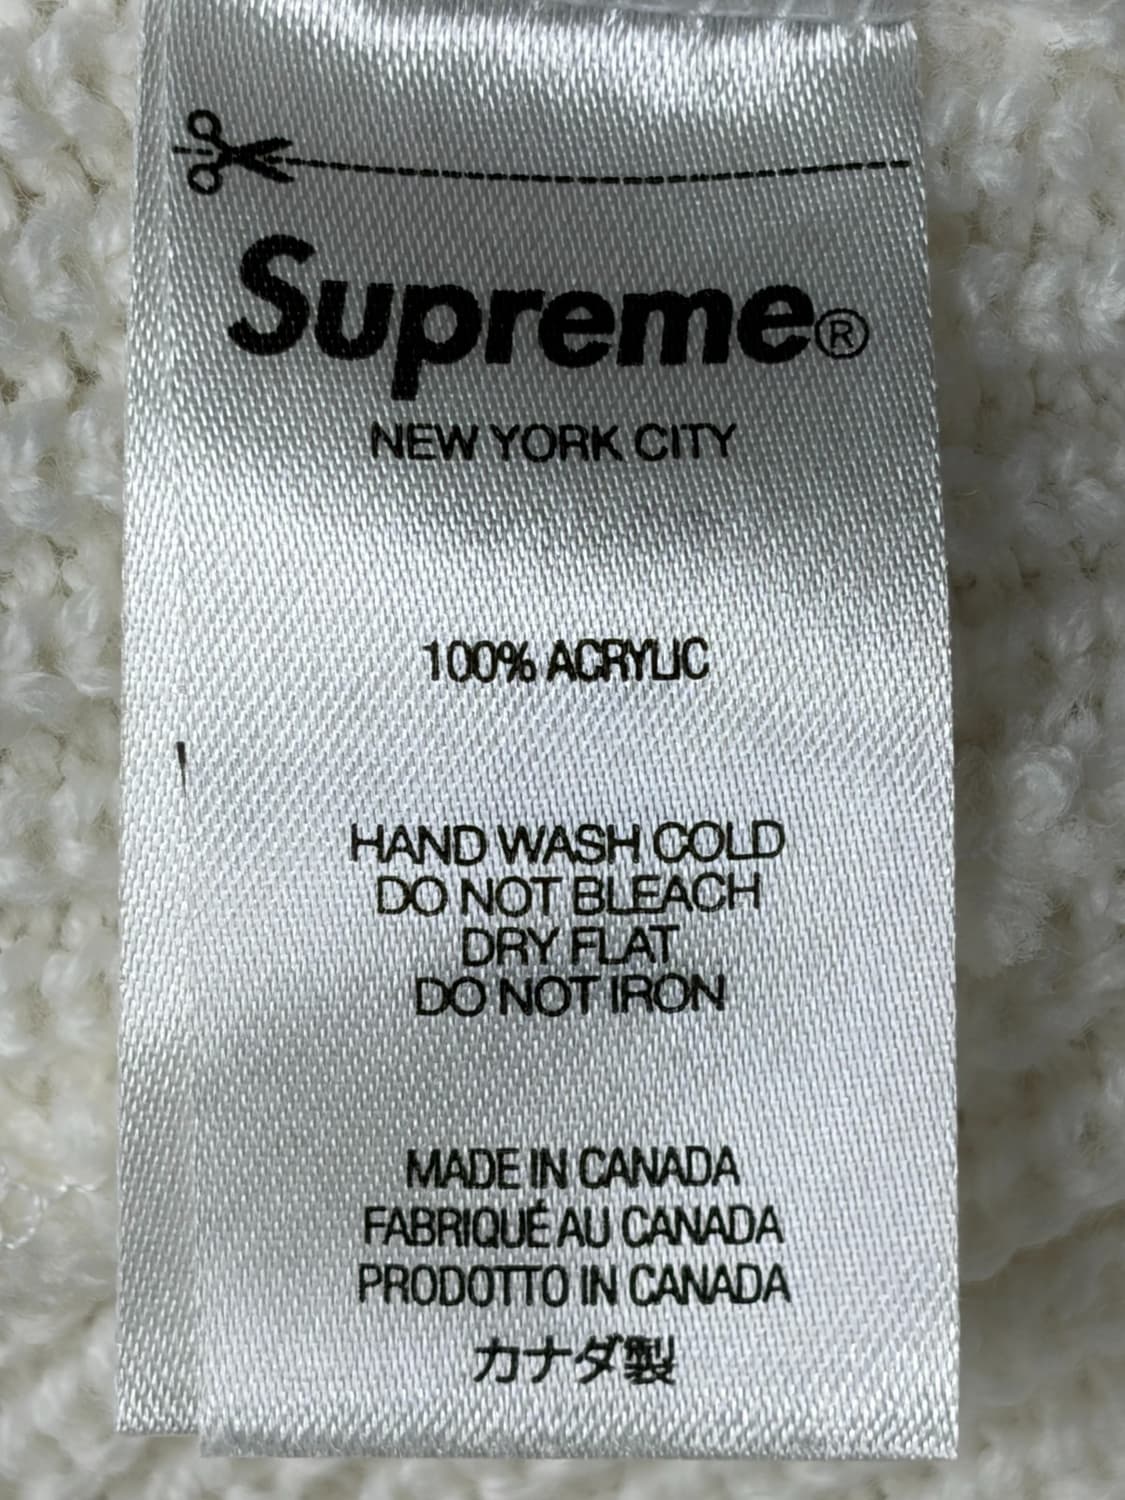 Supreme®
NEW YORK CITY
100% ACRYLIC
HAND WASH COLD
DO NOT BLEACH
DRY FLAT
DO NOT IRON
MADE IN CANADA
FABRIQUÉ AU CANADA
PRODOTTO IN CANADA
カナダ製